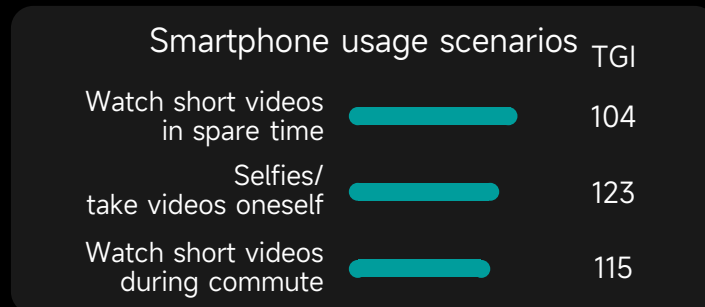 Smartphone usage scenarios TGI
Watch short videos
in spare time
104
Selfies/
take videos oneself
123
Watch short videos
during commute
115